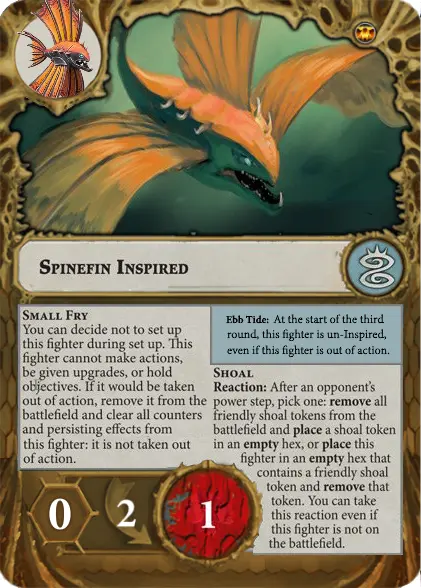 Spinefin Inspired
Small Fry
You can decide not to set up
this fighter during set up. This
fighter cannot make actions,
be given upgrades, or hold
objectives. If it would be taken
out of action, remove it from the
battlefield and clear all counters
and persisting effects from
this fighter: it is not taken out
of action.
Ebb Tide: At the start of the third
round, this fighter is un-Inspired,
even if this fighter is out of action.
Shoal
Reaction: After an opponent's
power step, pick one: remove all
friendly shoal tokens from the
battlefield and place a shoal token
in an empty hex, or place this
fighter in an empty hex that
contains a friendly shoal
token and remove that
token. You can take
this reaction even if
this fighter is not on
the battlefield.
0
2
1